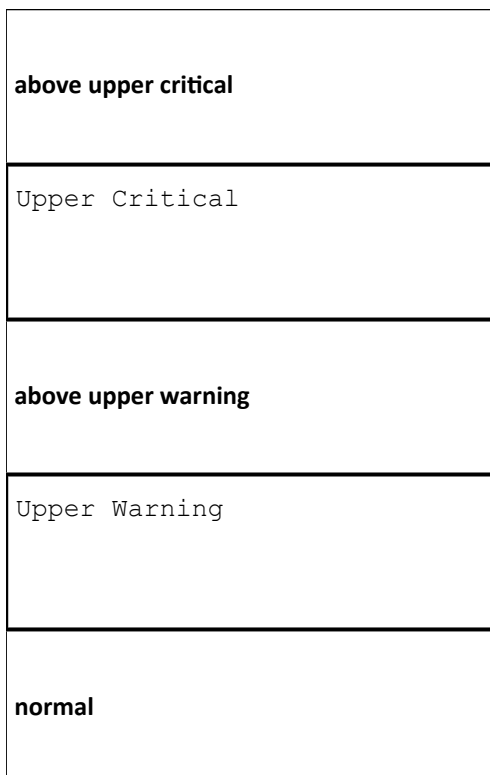 above upper critical
Upper Critical
above upper warning
Upper Warning
normal